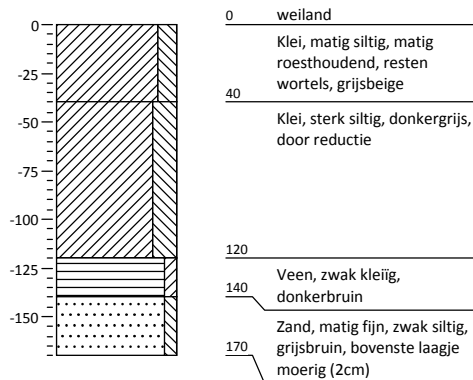 0
-25
-50
-75
-100
-125
-150
0 weiland
Klei, matig siltig, matig
roesthoudend, resten
wortels, grijsbeige
40
Klei, sterk siltig, donkergrijs,
door reductie
120
Veen, zwak kleiïg,
donkerbruin
140
Zand, matig fijn, zwak siltig,
grijsbruin, bovenste laagje
moerig (2cm)
170